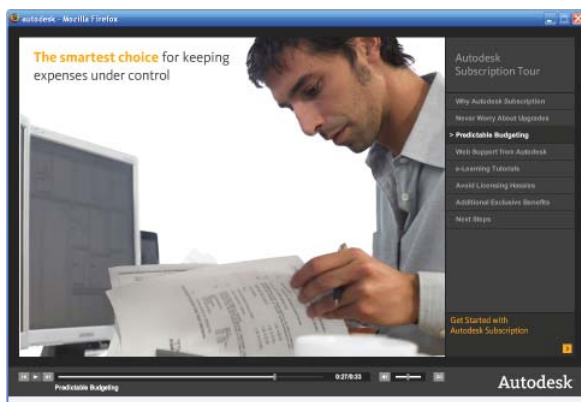 autodesk - Mozilla Firefox
The smartest choice for keeping
expenses under control
Autodesk
Subscription Tour
Why Autodesk Subscription
Never Worry About Upgrades
> Predictable Budgeting
Web Support from Autodesk
e-Learning Tutorials
Avoid Licensing Hassles
Additional Exclusive Benefits
Next Steps
Get Started with
Autodesk Subscription
0:27/0:33
Predictable Budgeting
Autodesk